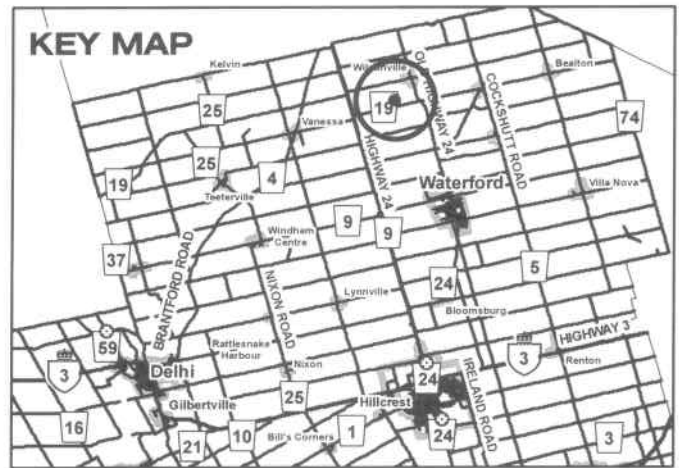 KEY MAP
Kelvin
Wilsonville
Bealton
OLD HIGHWAY 24
COCKSHUTT ROAD
25
19
74
Vanessa
HIGHWAY 24
25
4
19
Teeterville
Waterford
Villa Nova
9
9
Windham
Centre
37
BRANTFORD ROAD
NIXON ROAD
24
5
Lynnville
Bloomsburg
HIGHWAY 3
59
Rattlesnake
Harbour
3
3
Renton
Delhi
Nixon
24
IRELAND ROAD
Gilbertville
25
Hillcrest
16
21
10
Bill's Corners
1
24
3